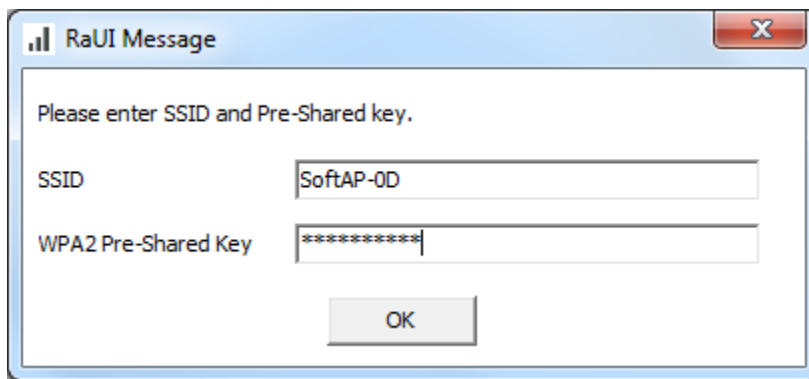 RaUI Message
Please enter SSID and Pre-Shared key.
SSID SoftAP-0D
WPA2 Pre-Shared Key **********
OK